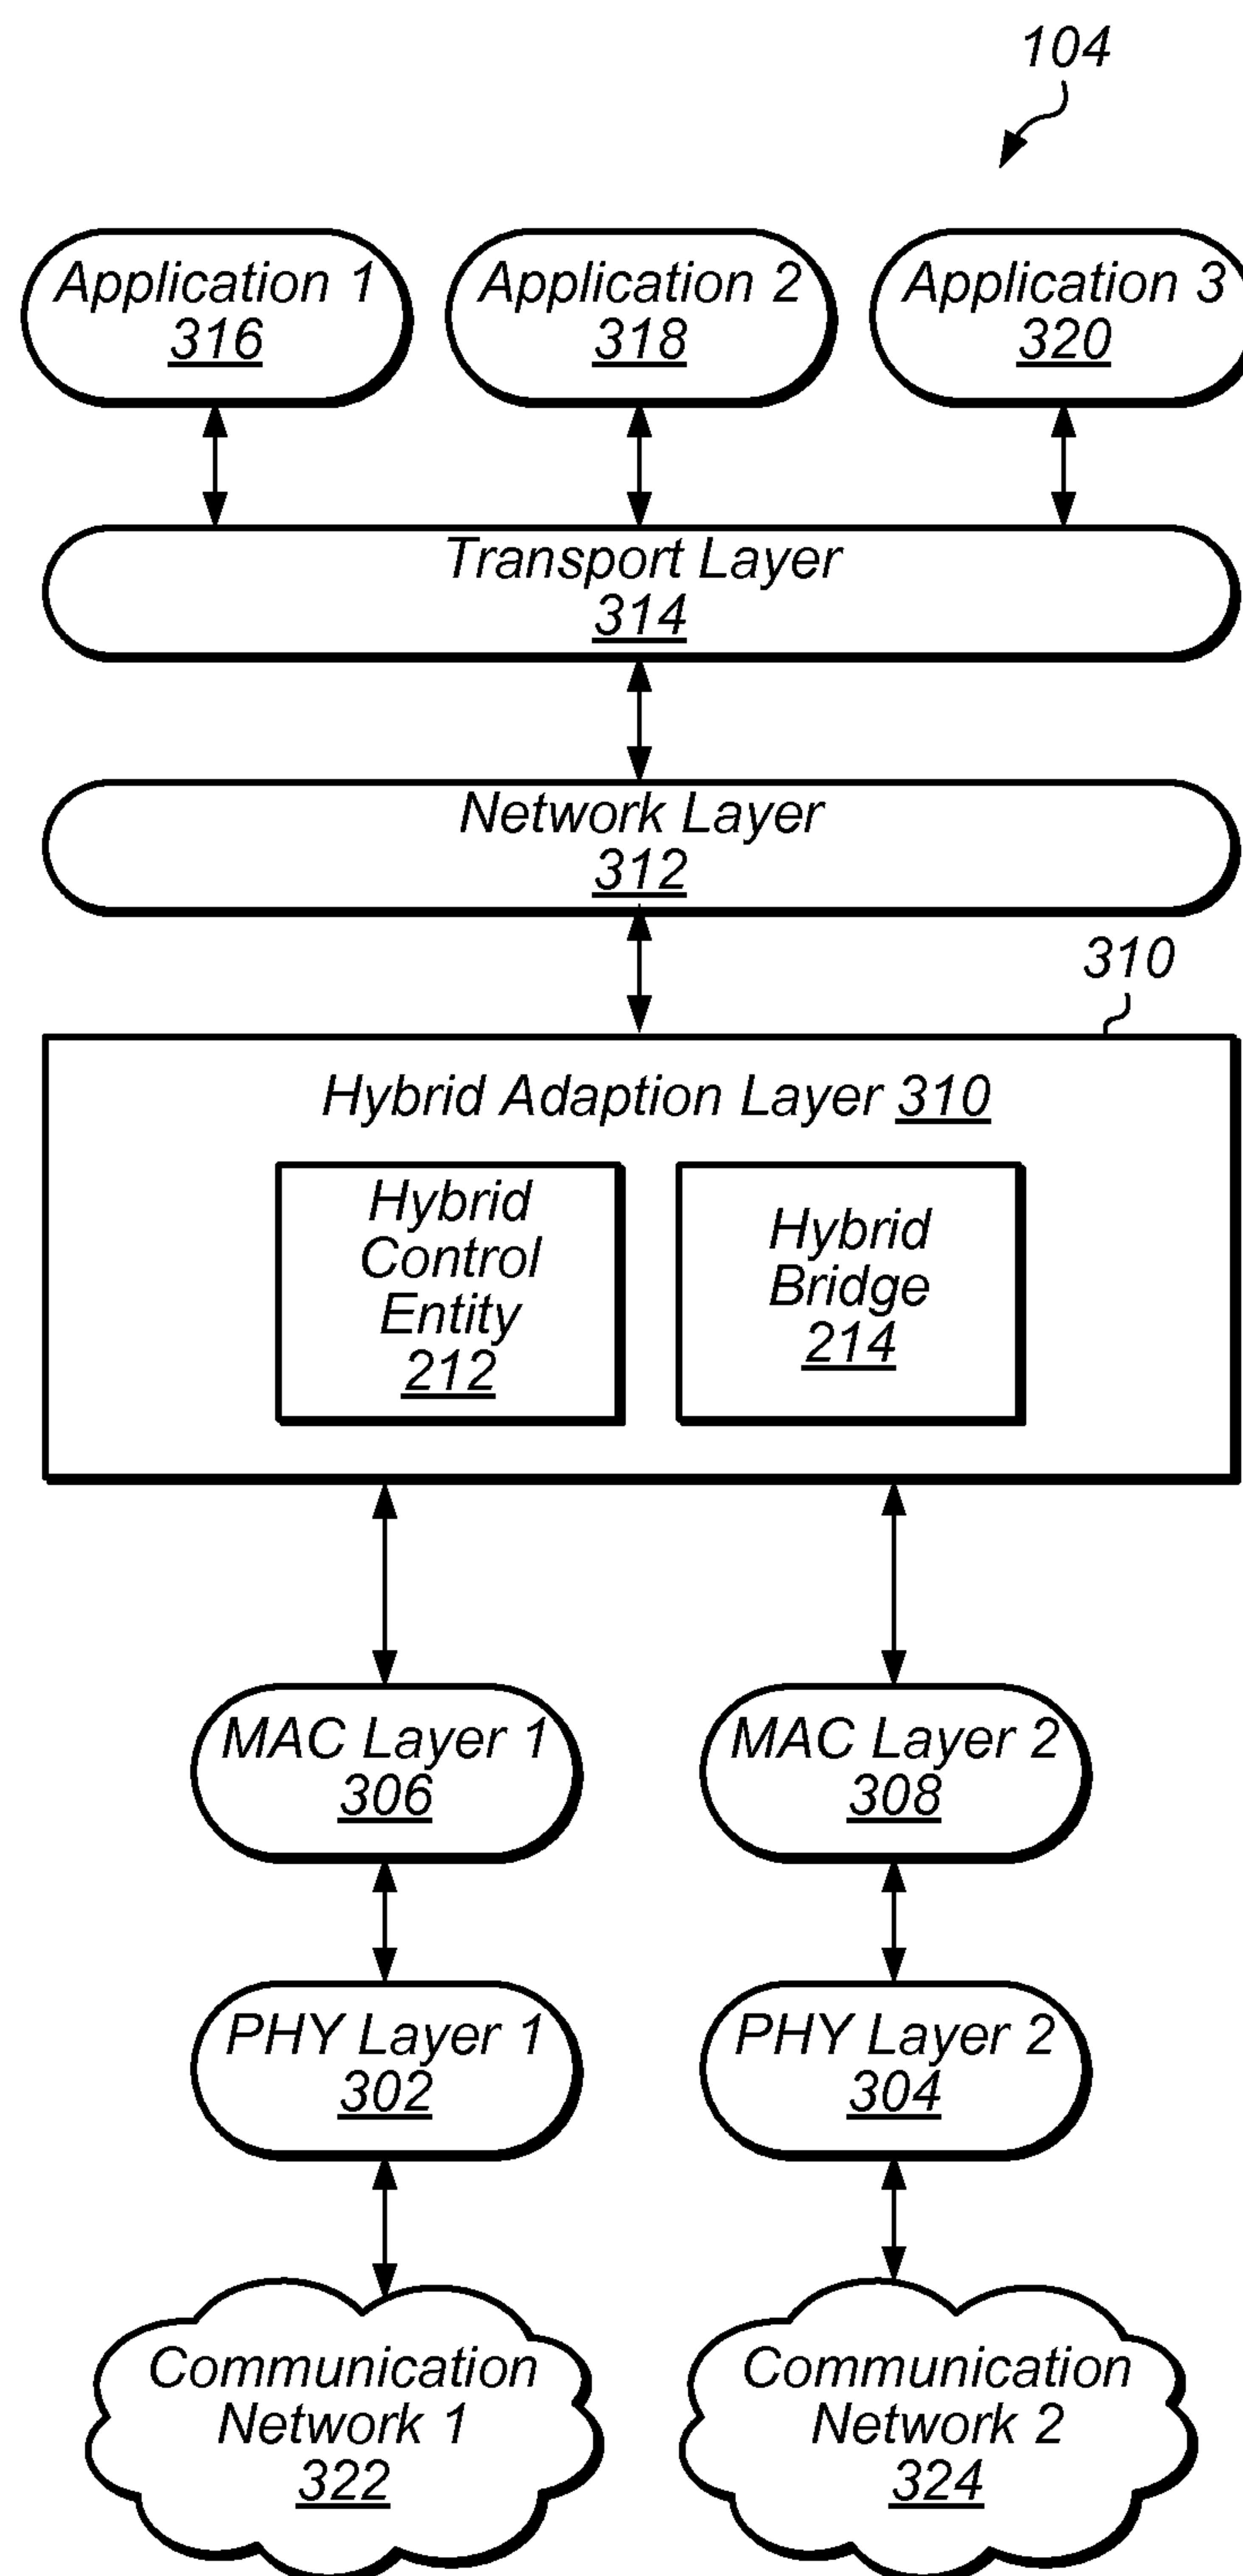 104
Application 1
316
Application 2
318
Application 3
320
Transport Layer
314
Network Layer
312
310
Hybrid Adaption Layer 310
Hybrid
Control
Entity
212
Hybrid
Bridge
214
MAC Layer 1
306
MAC Layer 2
308
PHY Layer 1
302
PHY Layer 2
304
Communication
Network 1
322
Communication
Network 2
324